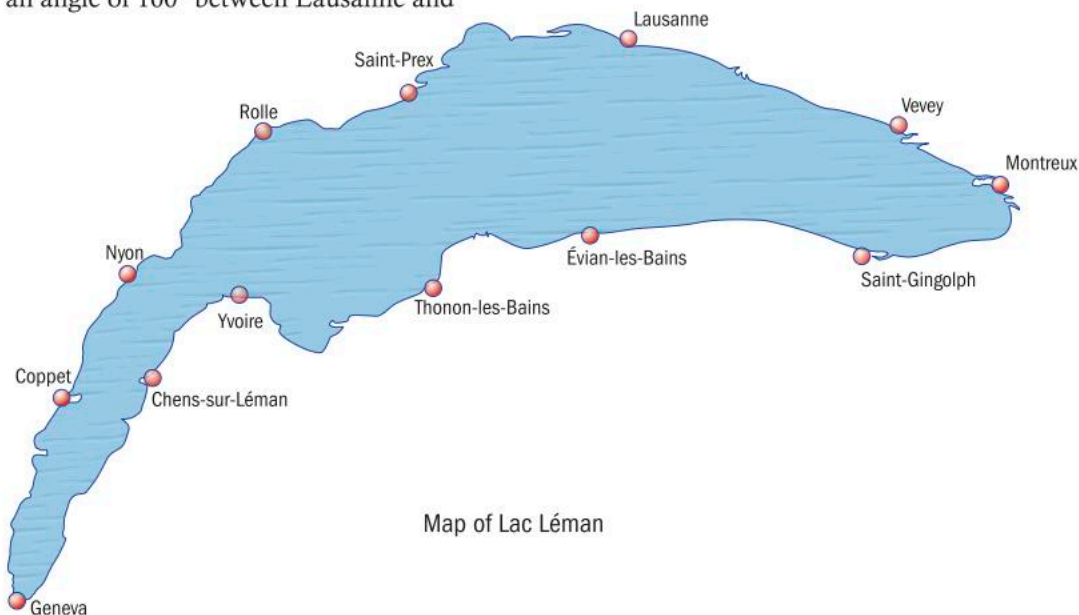 an angle of 100° between Lausanne and
Lausanne
Saint-Prex
Rolle
Vevey
Montreux
Nyon
Évian-les-Bains
Saint-Gingolph
Thonon-les-Bains
Yvoire
Coppet
Chens-sur-Léman
Map of Lac Léman
Geneva